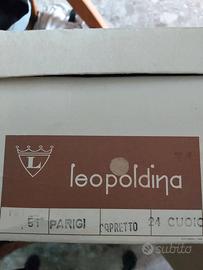 L
leopoldina
51 PARIGI CAPRETTO 24 CUOIO
subito